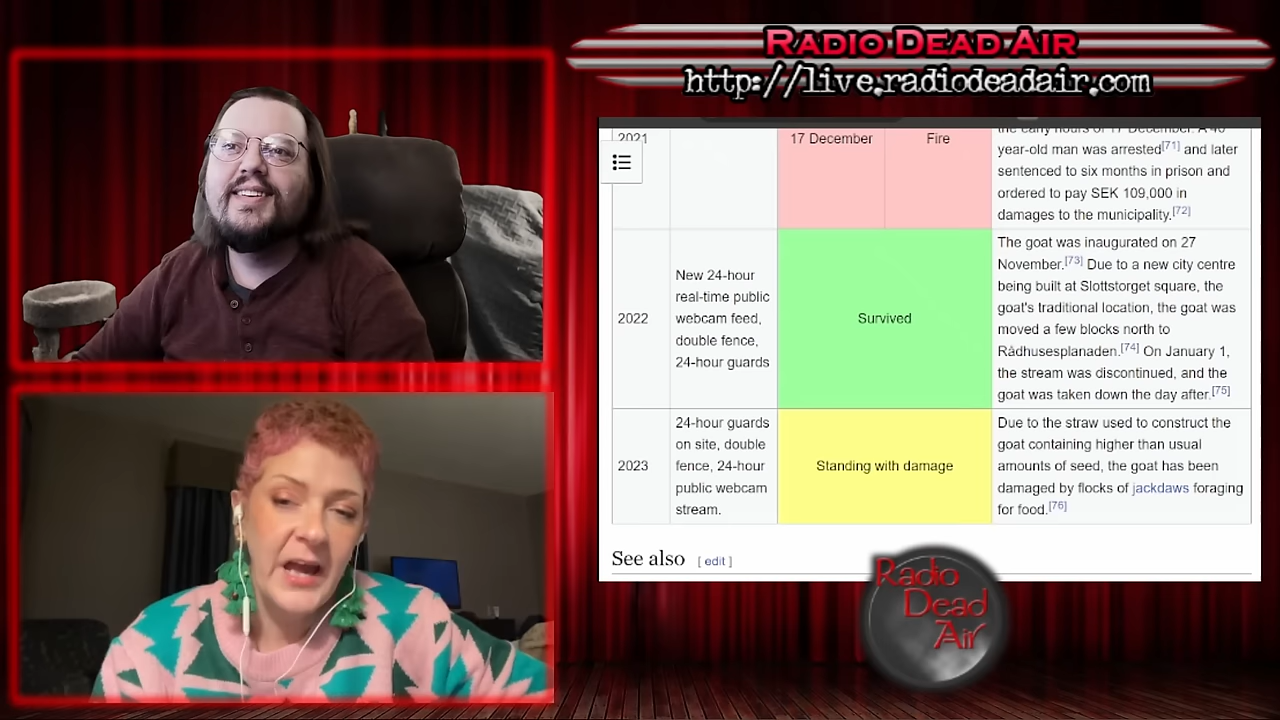 Radio Dead Air
http://live.radiodeadair.com
2021
17 December
Fire
the early hours of 17 December. A 40
year-old man was arrested[71] and later
sentenced to six months in prison and
ordered to pay SEK 109,000 in
damages to the municipality.[72]
2022
New 24-hour
real-time public
webcam feed,
double fence,
24-hour guards
Survived
The goat was inaugurated on 27
November.[73] Due to a new city centre
being built at Slottstorget square, the
goat's traditional location, the goat was
moved a few blocks north to
Rådhusesplanaden.[74] On January 1,
the stream was discontinued, and the
goat was taken down the day after.[75]
2023
24-hour guards
on site, double
fence, 24-hour
public webcam
stream.
Standing with damage
Due to the straw used to construct the
goat containing higher than usual
amounts of seed, the goat has been
damaged by flocks of jackdaws foraging
for food.[76]
See also [ edit ]
Radio
Dead
Air